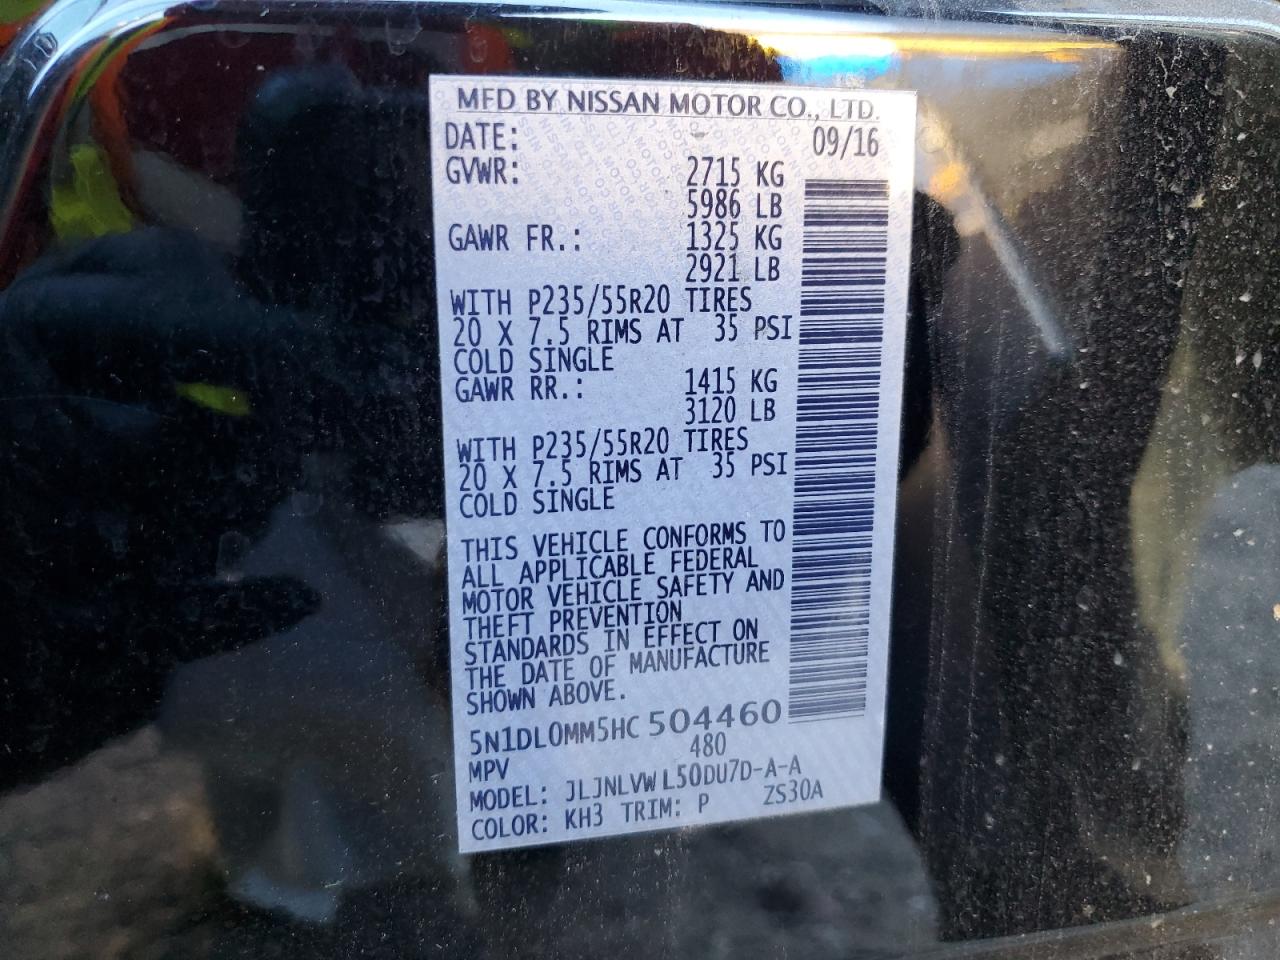 MFD BY NISSAN MOTOR CO., LTD.
DATE: 09/16
GVWR: 2715 KG
5986 LB
GAWR FR.: 1325 KG
2921 LB
WITH P235/55R20 TIRES
20 X 7.5 RIMS AT 35 PSI
COLD SINGLE
GAWR RR.: 1415 KG
3120 LB
WITH P235/55R20 TIRES
20 X 7.5 RIMS AT 35 PSI
COLD SINGLE
THIS VEHICLE CONFORMS TO
ALL APPLICABLE FEDERAL
MOTOR VEHICLE SAFETY AND
THEFT PREVENTION
STANDARDS IN EFFECT ON
THE DATE OF MANUFACTURE
SHOWN ABOVE.
5N1DL0MM5HC 504460
MPV 480
MODEL: JLJNLVW L50DU7D-A-A
COLOR: KH3 TRIM: P ZS30A